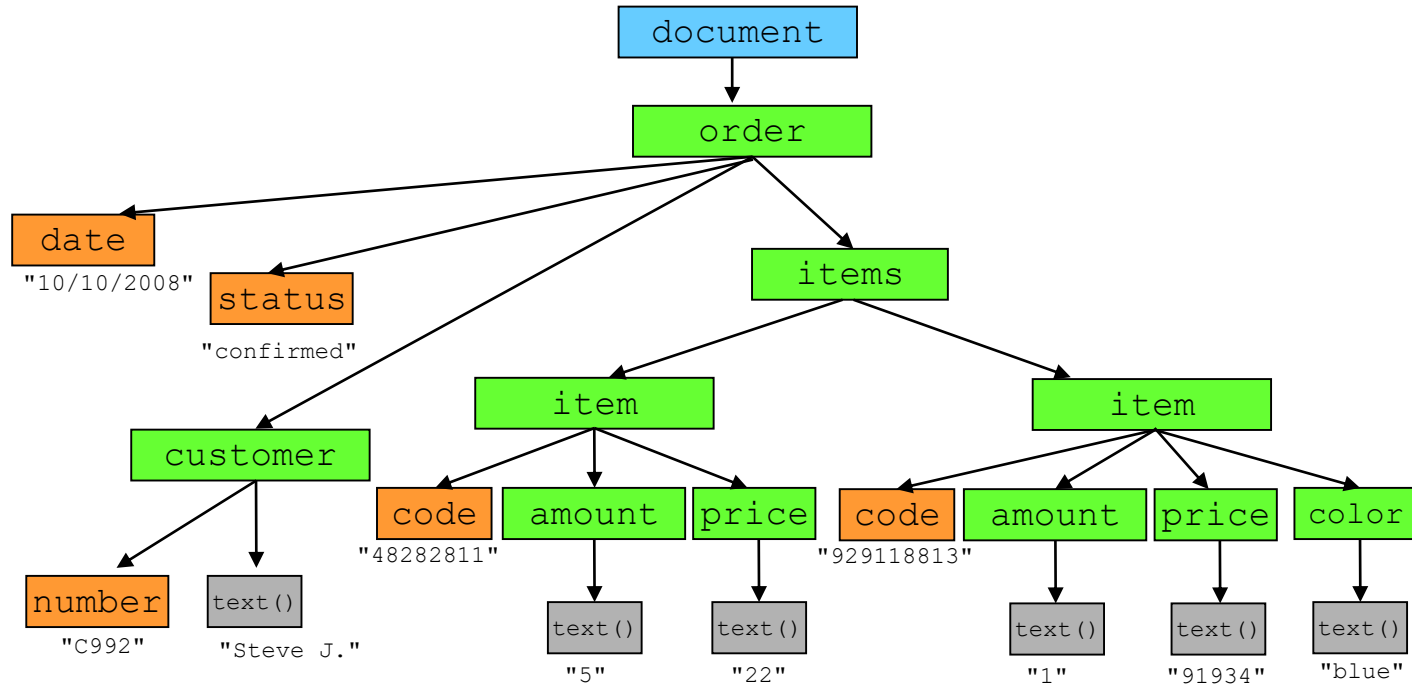 document
order
date
"10/10/2008"
status
"confirmed"
items
item
item
customer
code
amount
price
code
amount
price
color
"48282811"
"929118813"
number
text()
text()
text()
text()
text()
text()
"C992"
"Steve J."
"5"
"22"
"1"
"91934"
"blue"